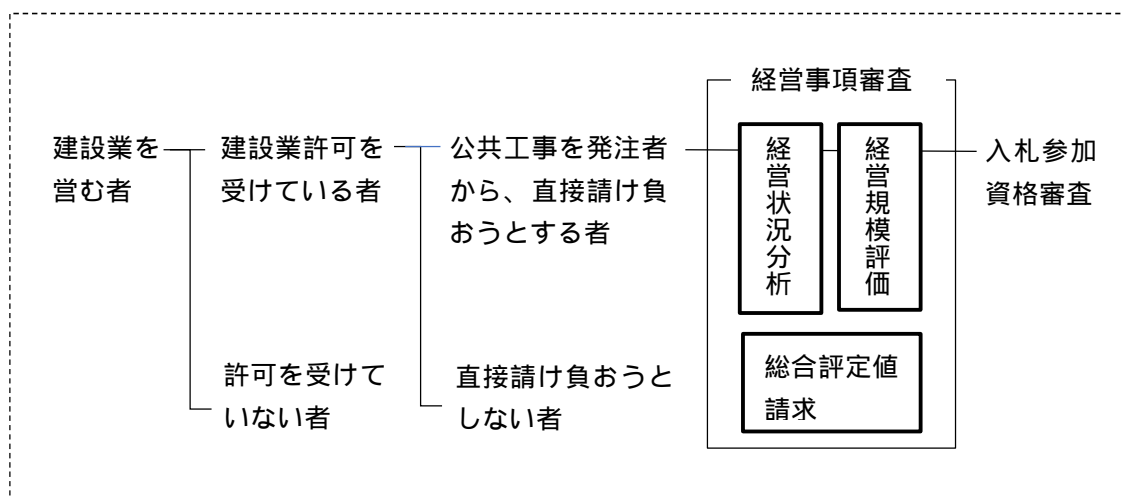 経営事項審査
建設業を
営む者
建設業許可を
受けている者
公共工事を発注者
から、直接請け負
おうとする者
経営状況分析
経営規模評価
入札参加
資格審査
許可を受けて
いない者
直接請け負おうと
しない者
総合評定値
請求